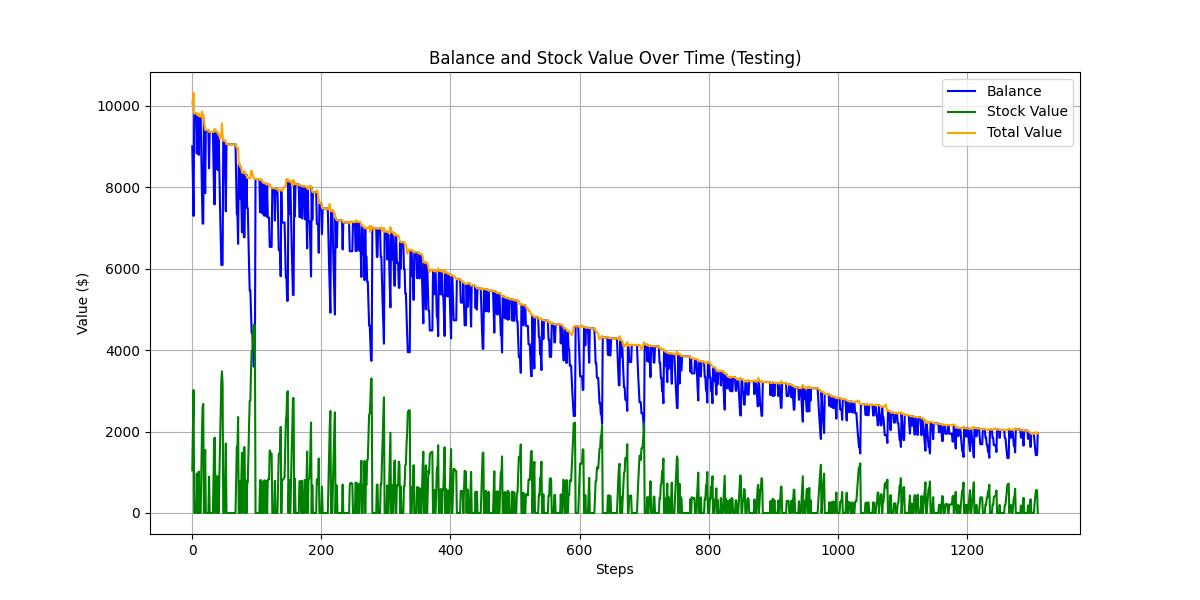 Balance and Stock Value Over Time (Testing)
Balance
Stock Value
Total Value
Value ($)
10000
8000
6000
4000
2000
0
0 200 400 600 800 1000 1200
Steps